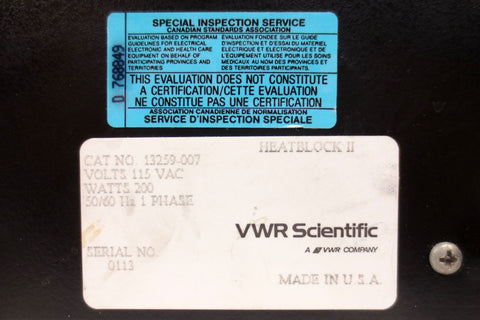 SPECIAL INSPECTION SERVICE
CANADIAN STANDARDS ASSOCIATION
EVALUATION BASED ON PROGRAM
GUIDELINES FOR ELECTRICAL
ELECTRONIC AND HEALTH CARE
EQUIPMENT ON BEHALF OF
PARTICIPATING PROVINCES AND
TERRITORIES
EVALUATION FONDÉE SUR LE GUIDE
D'INSPECTION ET D'ESSAI DU MATERIEL
ELECTRIQUE ET ELECTRONIQUE ET DE
L'EQUIPEMENT UTILISE POUR LES SOINS
MEDICAUX AU NOM DES PROVINCES ET
DES TERRITOIRES PARTICIPANTS.
D 768849
THIS EVALUATION DOES NOT CONSTITUTE
A CERTIFICATION/CETTE EVALUATION
NE CONSTITUE PAS UNE CERTIFICATION
ASSOCIATION CANADIENNE DE NORMALISATION
SERVICE D'INSPECTION SPECIALE
HEATBLOCK II
CAT NO. 13259-007
VOLTS 115 VAC
WATTS 200
50/60 Hz 1 PHASE
VWR Scientific
A VWR COMPANY
SERIAL NO.
0113
MADE IN U.S.A.